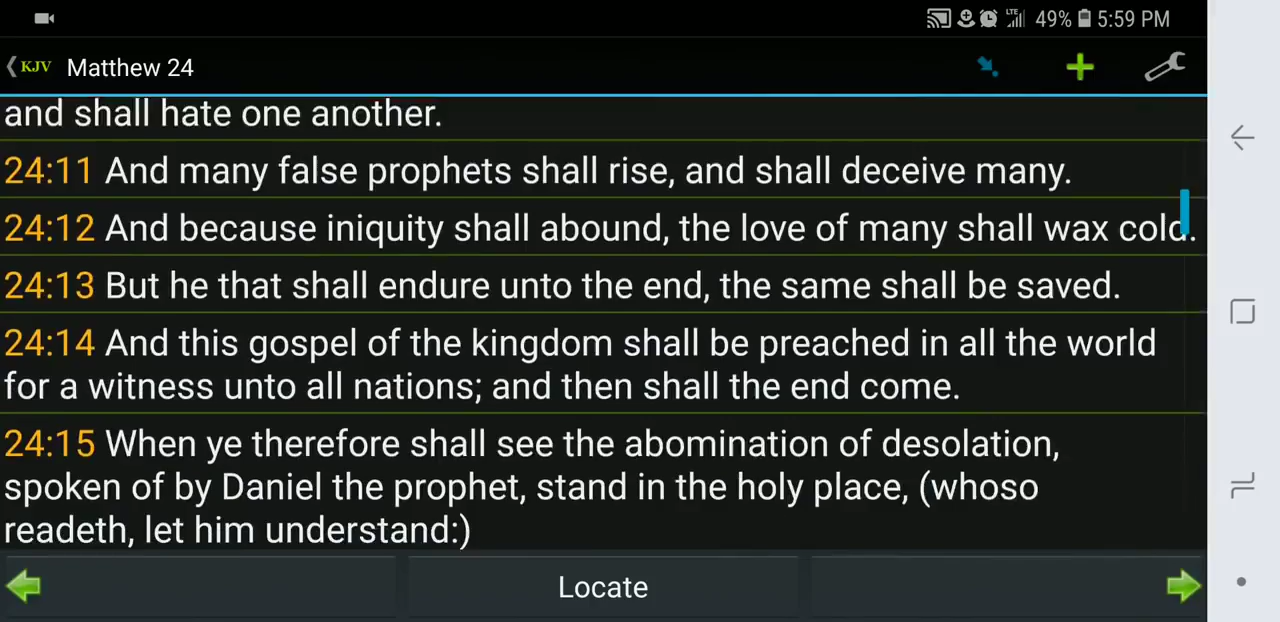 LTE 49% 5:59 PM
KJV Matthew 24
and shall hate one another.
24:11 And many false prophets shall rise, and shall deceive many.
24:12 And because iniquity shall abound, the love of many shall wax cold.
24:13 But he that shall endure unto the end, the same shall be saved.
24:14 And this gospel of the kingdom shall be preached in all the world
for a witness unto all nations; and then shall the end come.
24:15 When ye therefore shall see the abomination of desolation,
spoken of by Daniel the prophet, stand in the holy place, (whoso
readeth, let him understand:)
Locate